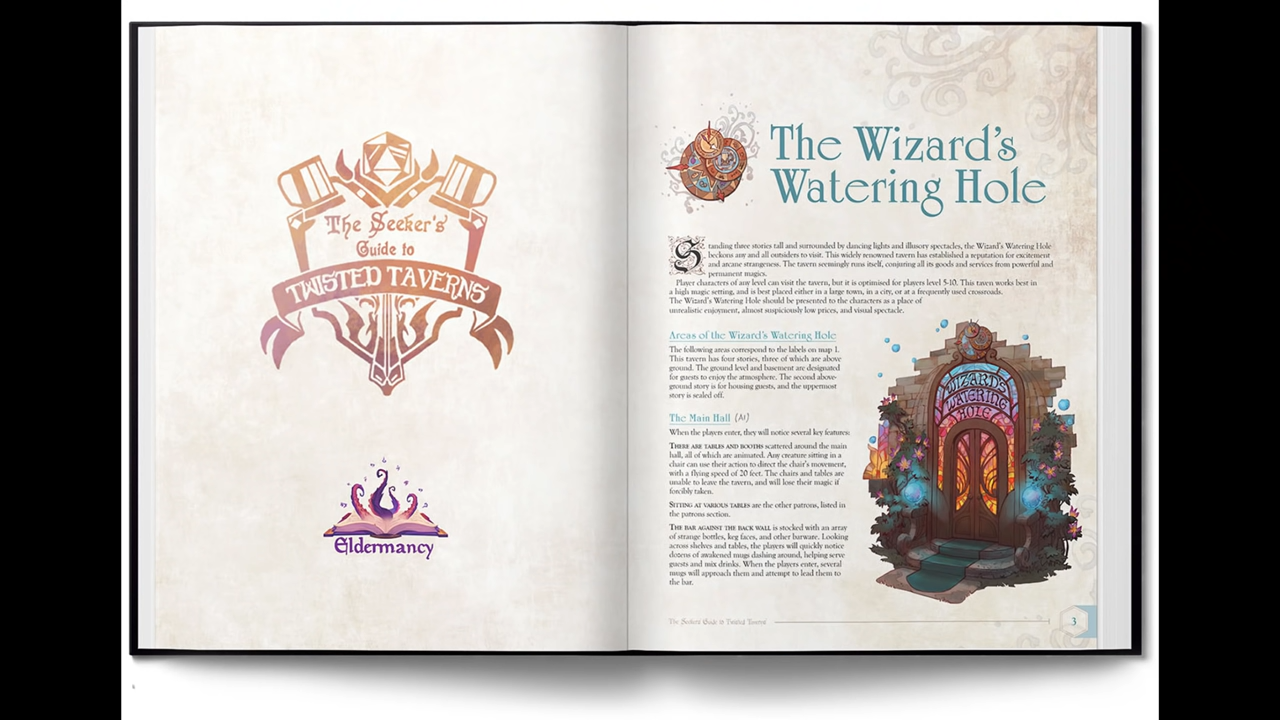 The Seeker's
Guide to
TWISTED TAVERNS
Eldermancy
The Wizard's
Watering Hole
Standing three stories tall and surrounded by dancing lights and illusory spectacles, the Wizard's Watering Hole
beckons any and all outsiders to visit. This widely renowned tavern has established a reputation for excitement
and arcane strangeness. The tavern seemingly runs itself, conjuring all its goods and services from powerful and
permanent magics.
Player characters of any level can visit the tavern, but it is optimised for players level 5-10. This tavern works best in
a high magic setting, and is best placed either in a large town, in a city, or at a frequently used crossroads.
The Wizard's Watering Hole should be presented to the characters as a place of
unrealistic enjoyment, almost suspiciously low prices, and visual spectacle.
Areas of the Wizard's Watering Hole
The following areas correspond to the labels on map 1.
This tavern has four stories, three of which are above
ground. The ground level and basement are designated
for guests to enjoy the atmosphere. The second above-
ground story is for housing guests, and the uppermost
story is sealed off.
The Main Hall (A1)
When the players enter, they will notice several key features:
THERE ARE TABLES AND BOOTHS scattered around the main
hall, all of which are animated. Any creature sitting in a
chair can use their action to direct the chair's movement,
with a flying speed of 20 feet. The chairs and tables are
unable to leave the tavern, and will lose their magic if
forcibly taken.
SITTING AT VARIOUS TABLES are the other patrons, listed in
the patrons section.
THE BAR AGAINST THE BACK WALL is stocked with an array
of strange bottles, keg faces, and other barware. Looking
across shelves and tables, the players will quickly notice
dozens of awakened mugs dashing around, helping serve
guests and mix drinks. When the players enter, several
mugs will approach them and attempt to lead them to
the bar.
WIZARD'S
WATERING
HOLE
The Seekers Guide to Twisted Taverns
3